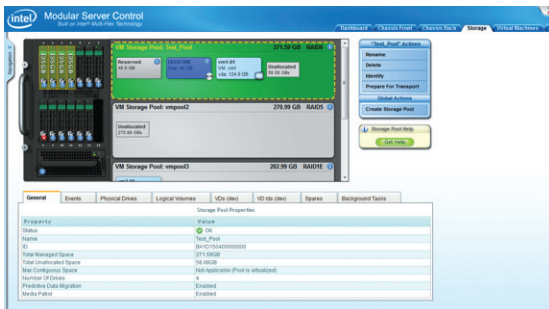 intel
Modular Server Control
Built on Intel® Multi-Flex Technology
Dashboard
Chassis Front
Chassis Back
Storage
Virtual Machines
Navigation
VM Storage Pool: Test_Pool
271.59 GB RAID6
Reserved
Unallocated
VM Storage Pool: vmpool2
270.99 GB RAID5
Unallocated
VM Storage Pool: vmpool3
202.99 GB RAID1E
"Test_Pool" Actions
Rename
Delete
Identify
Prepare For Transport
Global Actions
Create Storage Pool
Storage Pool Help
Get Help
General
Events
Physical Drives
Logical Volumes
VDs (dev)
VD Ids (dev)
Spares
Background Tasks
Storage Pool Properties
Property Value
Status OK
Name Test_Pool
ID
Total Managed Space 271.59GB
Total Unallocated Space
Max Contiguous Space Not Applicable (Pool is virtualized)
Number Of Drives 4
Predictive Data Migration Enabled
Media Patrol Enabled